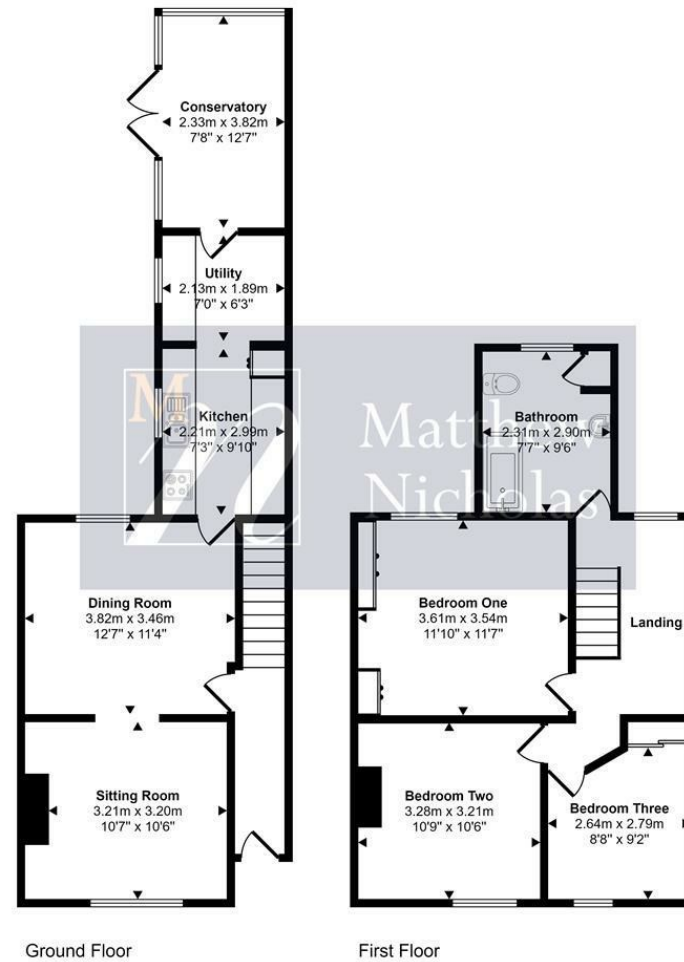 Conservatory
2.33m x 3.82m
7'8" x 12'7"
Utility
2.13m x 1.89m
7'0" x 6'3"
Kitchen
2.21m x 2.99m
7'3" x 9'10"
Dining Room
3.82m x 3.46m
12'7" x 11'4"
Sitting Room
3.21m x 3.20m
10'7" x 10'6"
Ground Floor
M
n
Matthew
Nicholas
Bathroom
2.31m x 2.90m
7'7" x 9'6"
Bedroom One
3.61m x 3.54m
11'10" x 11'7"
Landing
Bedroom Two
3.28m x 3.21m
10'9" x 10'6"
Bedroom Three
2.64m x 2.79m
8'8" x 9'2"
First Floor